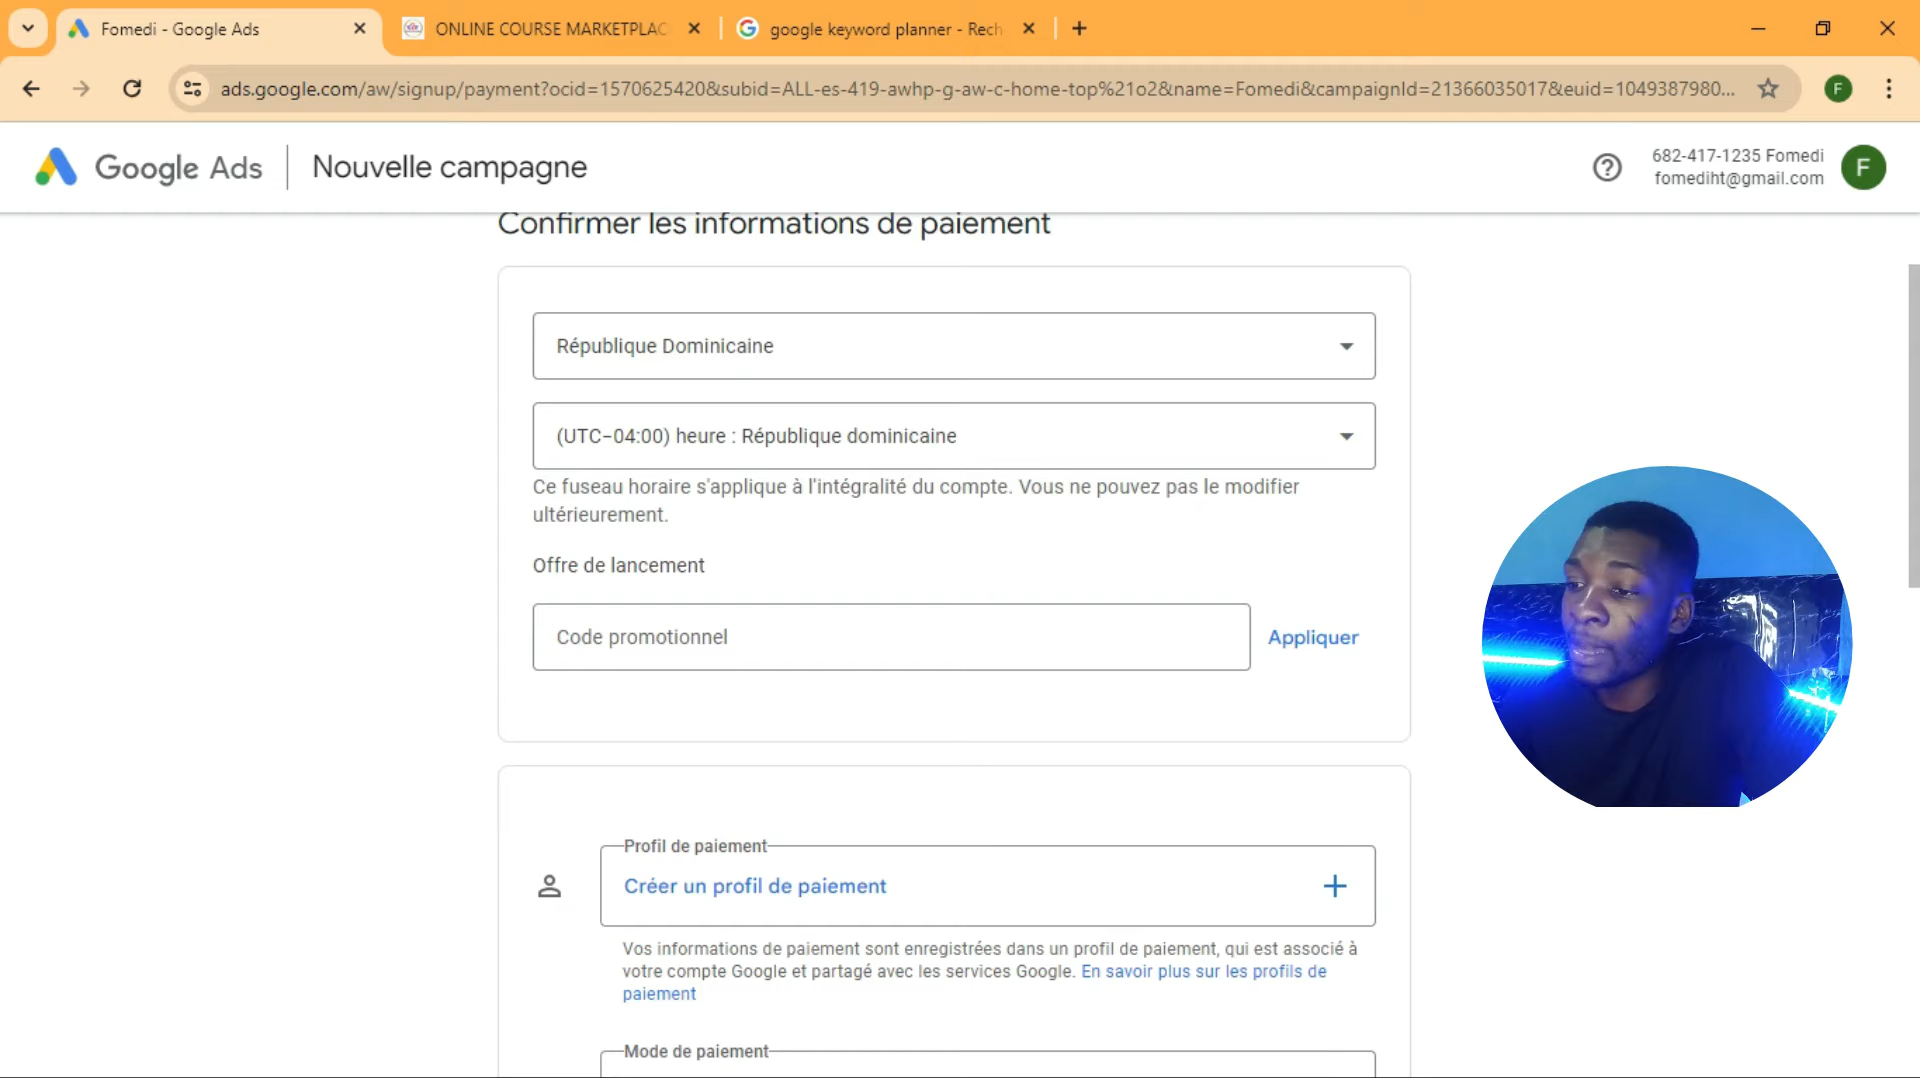 Fomedi - Google Ads
ONLINE COURSE MARKETPLAC
google keyword planner - Rech
ads.google.com/aw/signup/payment?ocid=1570625420&subid=ALL-es-419-awhp-g-aw-c-home-top%21o2&name=Fomedi&campaignId=21366035017&euid=1049387980...
F
Google Ads
Nouvelle campagne
682-417-1235 Fomedi
fomediht@gmail.com
F
Confirmer les informations de paiement
République Dominicaine
(UTC−04:00) heure : République dominicaine
Ce fuseau horaire s'applique à l'intégralité du compte. Vous ne pouvez pas le modifier
ultérieurement.
Offre de lancement
Code promotionnel
Appliquer
Profil de paiement
Créer un profil de paiement
Vos informations de paiement sont enregistrées dans un profil de paiement, qui est associé à
votre compte Google et partagé avec les services Google. En savoir plus sur les profils de
paiement
Mode de paiement